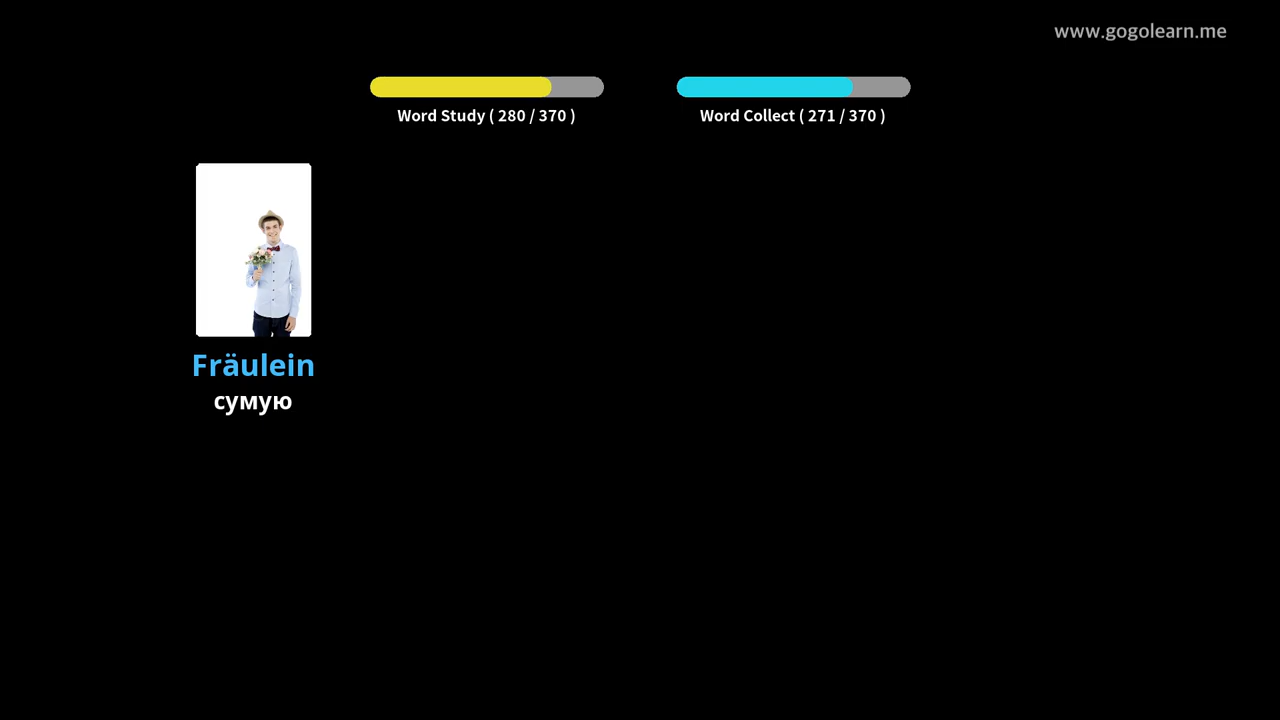 www.gogolearn.me
Word Study ( 280 / 370 )
Word Collect ( 271 / 370 )
Fräulein
сумую